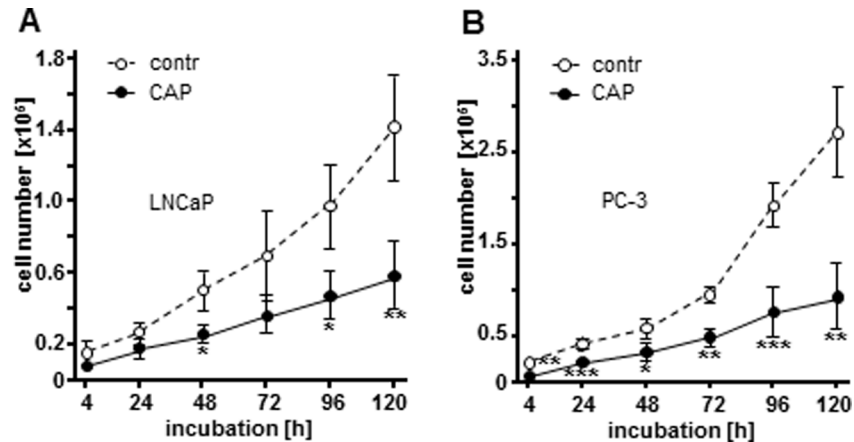 A
1.8
1.4
1.0
0.6
0.2
0
cell number [x10⁶]
contr
CAP
LNCaP
*
*
**
4 24 48 72 96 120
incubation [h]
B
3.5
2.5
1.5
0.5
0
cell number [x10⁶]
contr
CAP
PC-3
**
***
*
**
***
**
4 24 48 72 96 120
incubation [h]